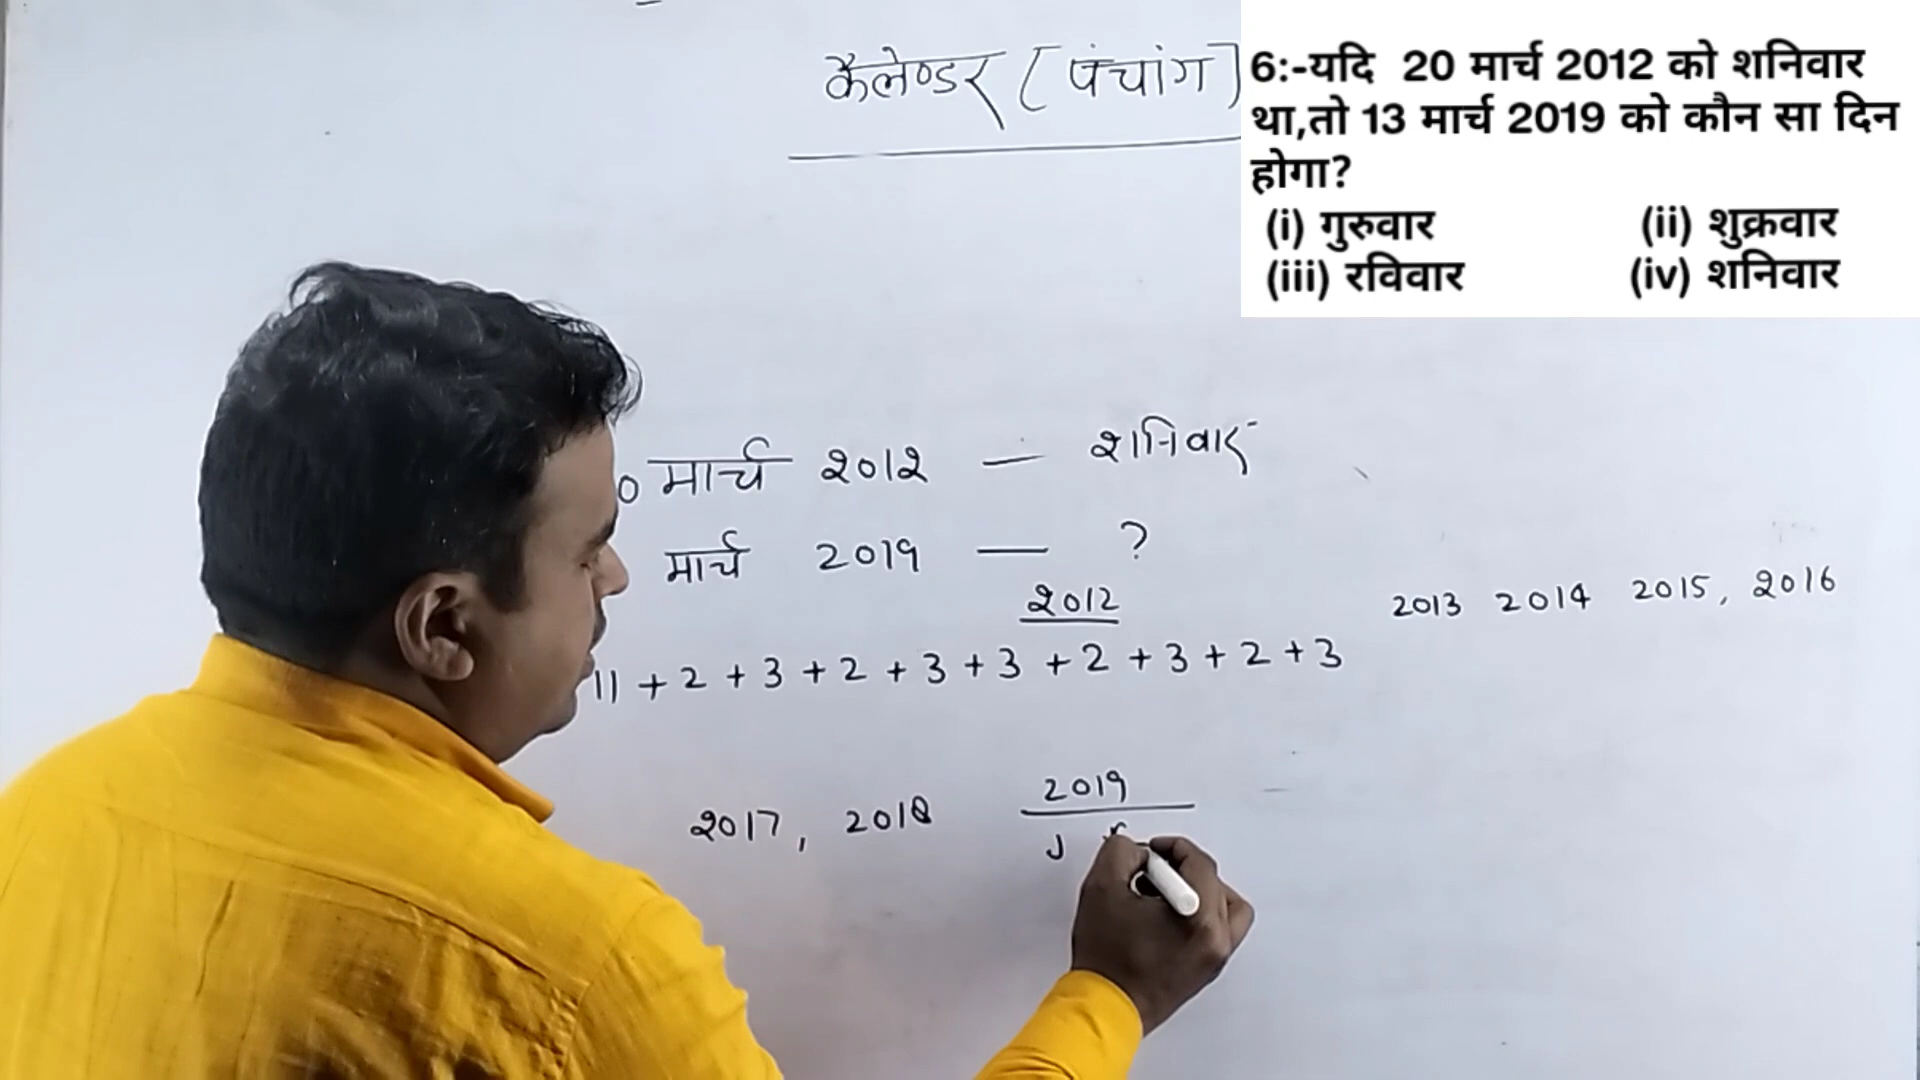 कैलेण्डर [पंचांग]
6:-यदि 20 मार्च 2012 को शनिवार
था,तो 13 मार्च 2019 को कौन सा दिन
होगा?
(i) गुरुवार (ii) शुक्रवार
(iii) रविवार (iv) शनिवार
0 मार्च 2012 — शनिवार
मार्च 2019 — ?
2012 2013 2014 2015, 2016
11 + 2 + 3 + 2 + 3 + 3 + 2 + 3 + 2 + 3
2017, 2018 2019
J F